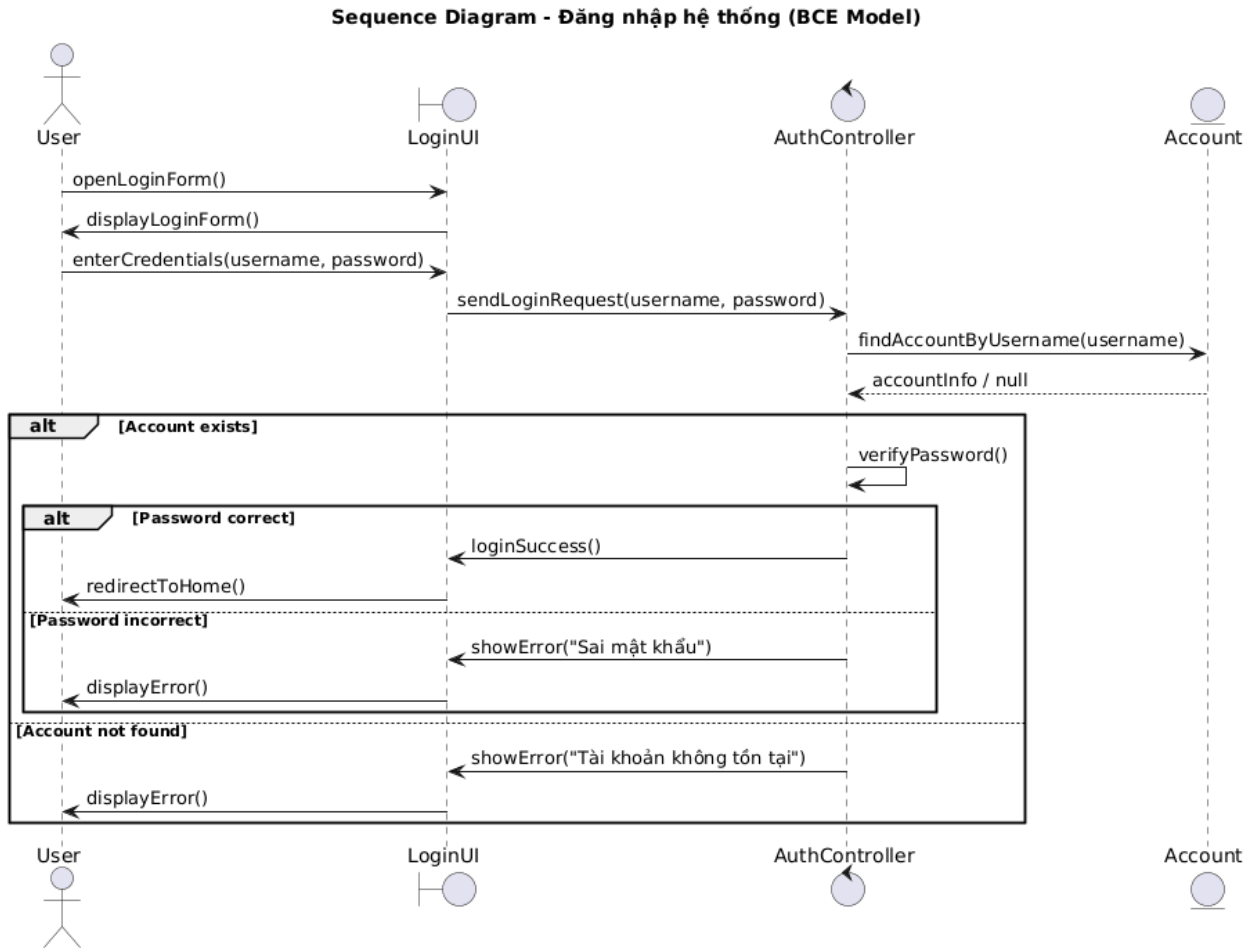 Sequence Diagram - Đăng nhập hệ thống (BCE Model)
User
LoginUI
AuthController
Account
openLoginForm()
displayLoginForm()
enterCredentials(username, password)
sendLoginRequest(username, password)
findAccountByUsername(username)
accountInfo / null
alt [Account exists]
verifyPassword()
alt [Password correct]
loginSuccess()
redirectToHome()
[Password incorrect]
showError("Sai mật khẩu")
displayError()
[Account not found]
showError("Tài khoản không tồn tại")
displayError()
User
LoginUI
AuthController
Account